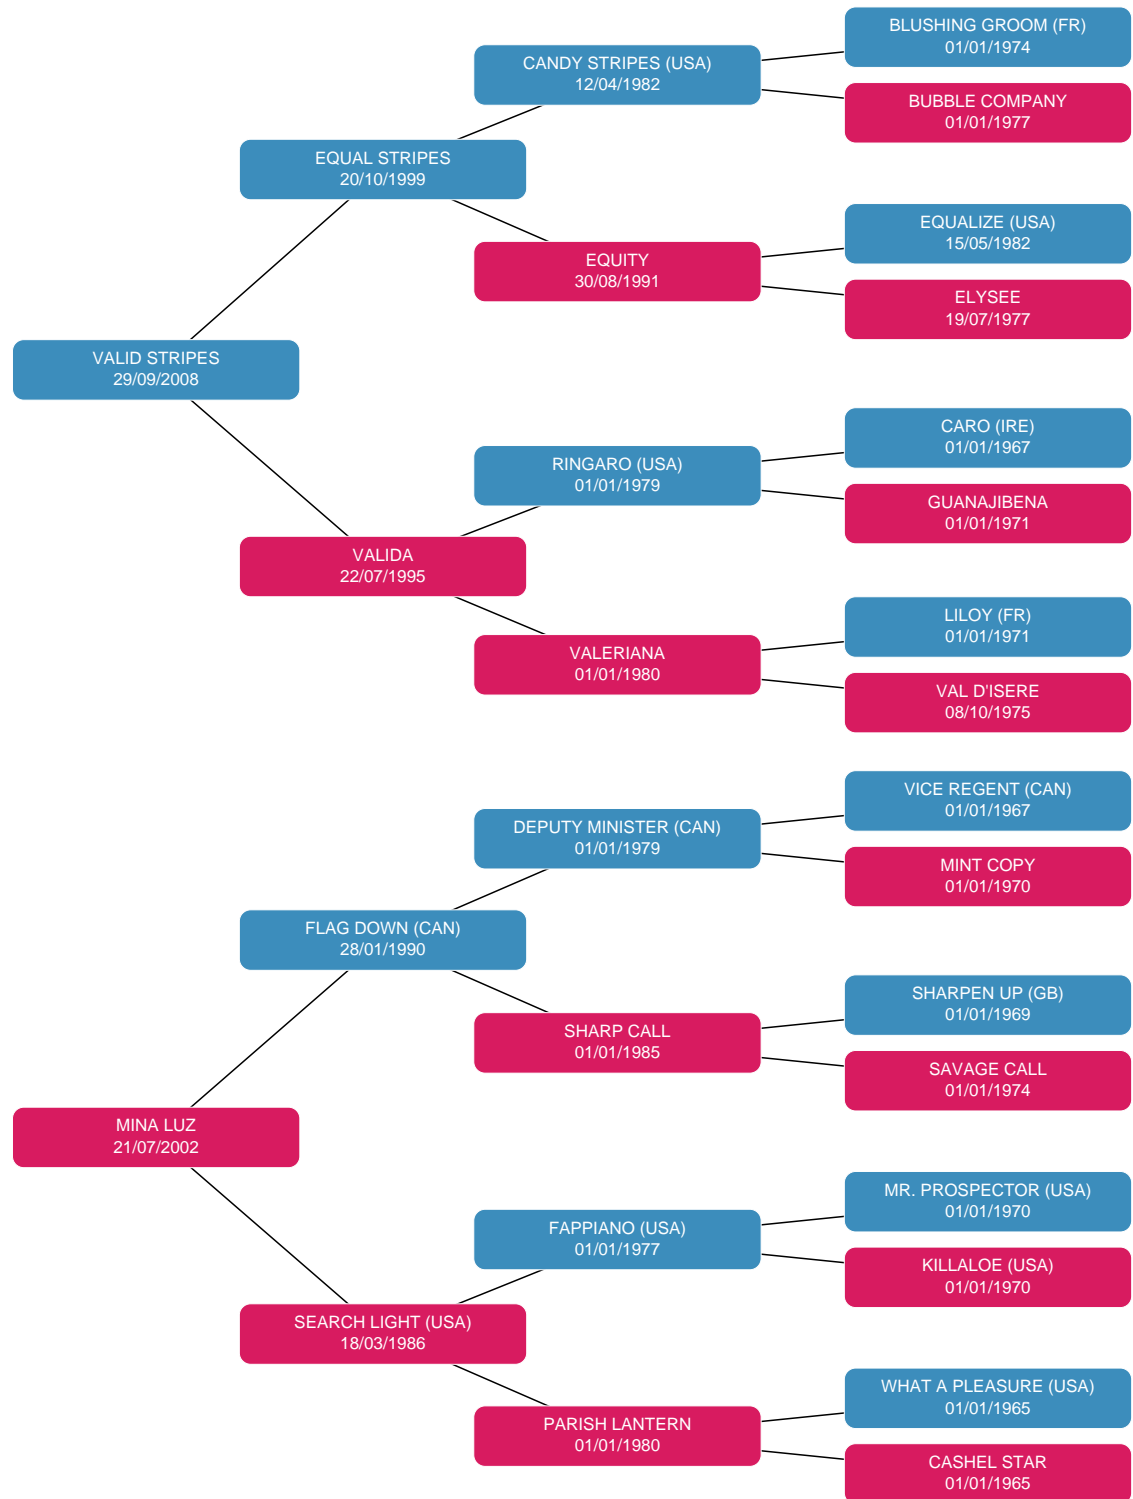 BLUSHING GROOM (FR)
01/01/1974
CANDY STRIPES (USA)
12/04/1982
BUBBLE COMPANY
01/01/1977
EQUAL STRIPES
20/10/1999
EQUALIZE (USA)
15/05/1982
EQUITY
30/08/1991
ELYSEE
19/07/1977
VALID STRIPES
29/09/2008
CARO (IRE)
01/01/1967
RINGARO (USA)
01/01/1979
GUANAJIBENA
01/01/1971
VALIDA
22/07/1995
LILOY (FR)
01/01/1971
VALERIANA
01/01/1980
VAL D'ISERE
08/10/1975
VICE REGENT (CAN)
01/01/1967
DEPUTY MINISTER (CAN)
01/01/1979
MINT COPY
01/01/1970
FLAG DOWN (CAN)
28/01/1990
SHARPEN UP (GB)
01/01/1969
SHARP CALL
01/01/1985
SAVAGE CALL
01/01/1974
MINA LUZ
21/07/2002
MR. PROSPECTOR (USA)
01/01/1970
FAPPIANO (USA)
01/01/1977
KILLALOE (USA)
01/01/1970
SEARCH LIGHT (USA)
18/03/1986
WHAT A PLEASURE (USA)
01/01/1965
PARISH LANTERN
01/01/1980
CASHEL STAR
01/01/1965